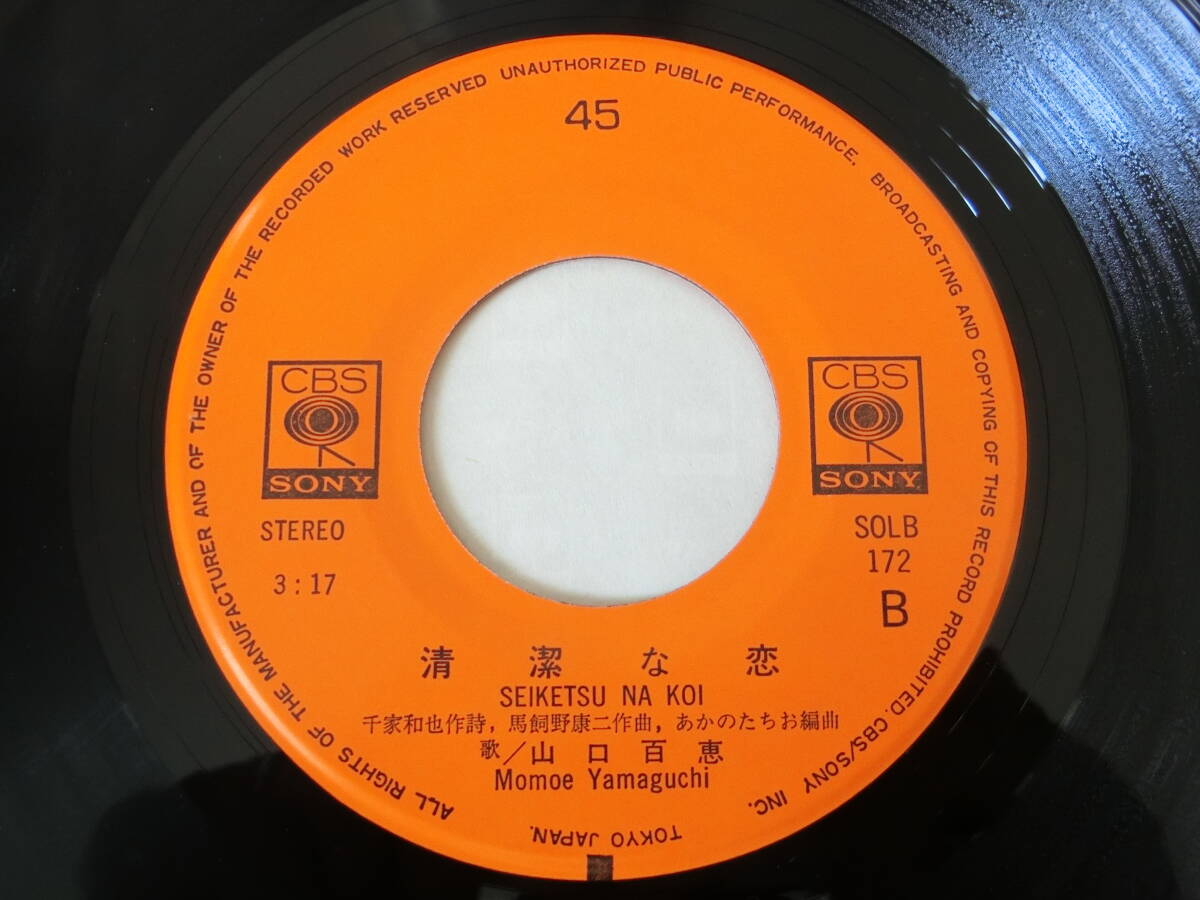 ALL RIGHTS OF THE MANUFACTURER AND OF THE OWNER OF THE RECORDED WORK RESERVED UNAUTHORIZED PUBLIC PERFORMANCE. BROADCASTING AND COPYING OF THIS RECORD PROHIBITED. CBS/SONY INC. TOKYO JAPAN.
45
CBS
SONY
CBS
SONY
STEREO
3:17
SOLB
172
B
清潔な恋
SEIKETSU NA KOI
千家和也作詩，馬飼野康二作曲，あかのたちお編曲
歌／山口百恵
Momoe Yamaguchi